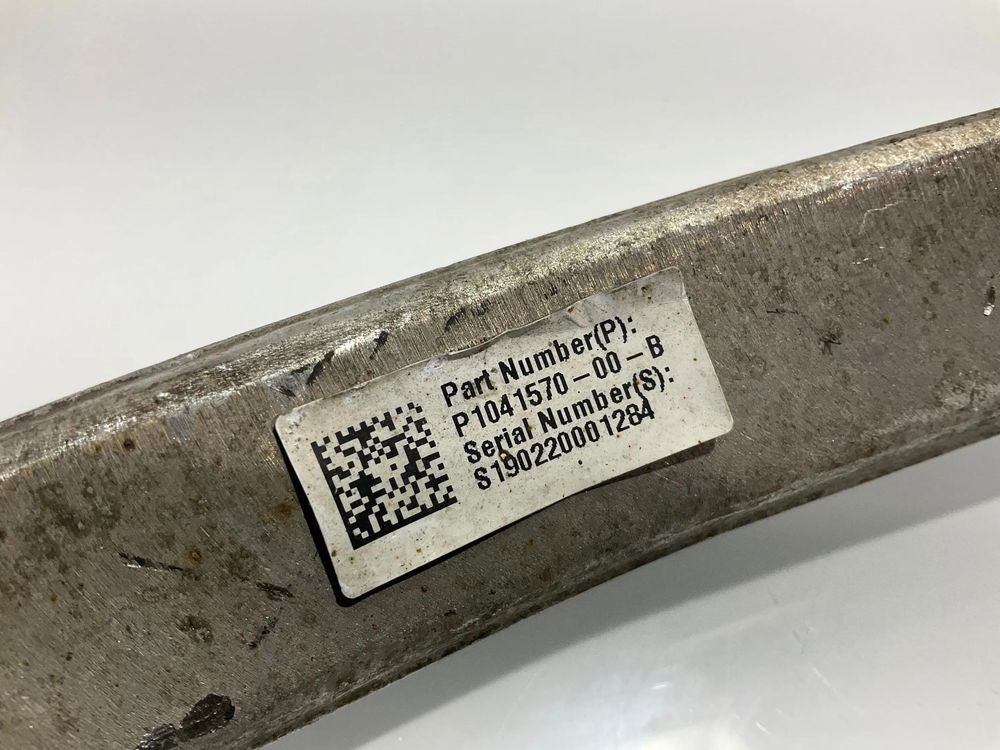 Part Number(P):
P1041570-00-B
Serial Number(S):
S190220001284